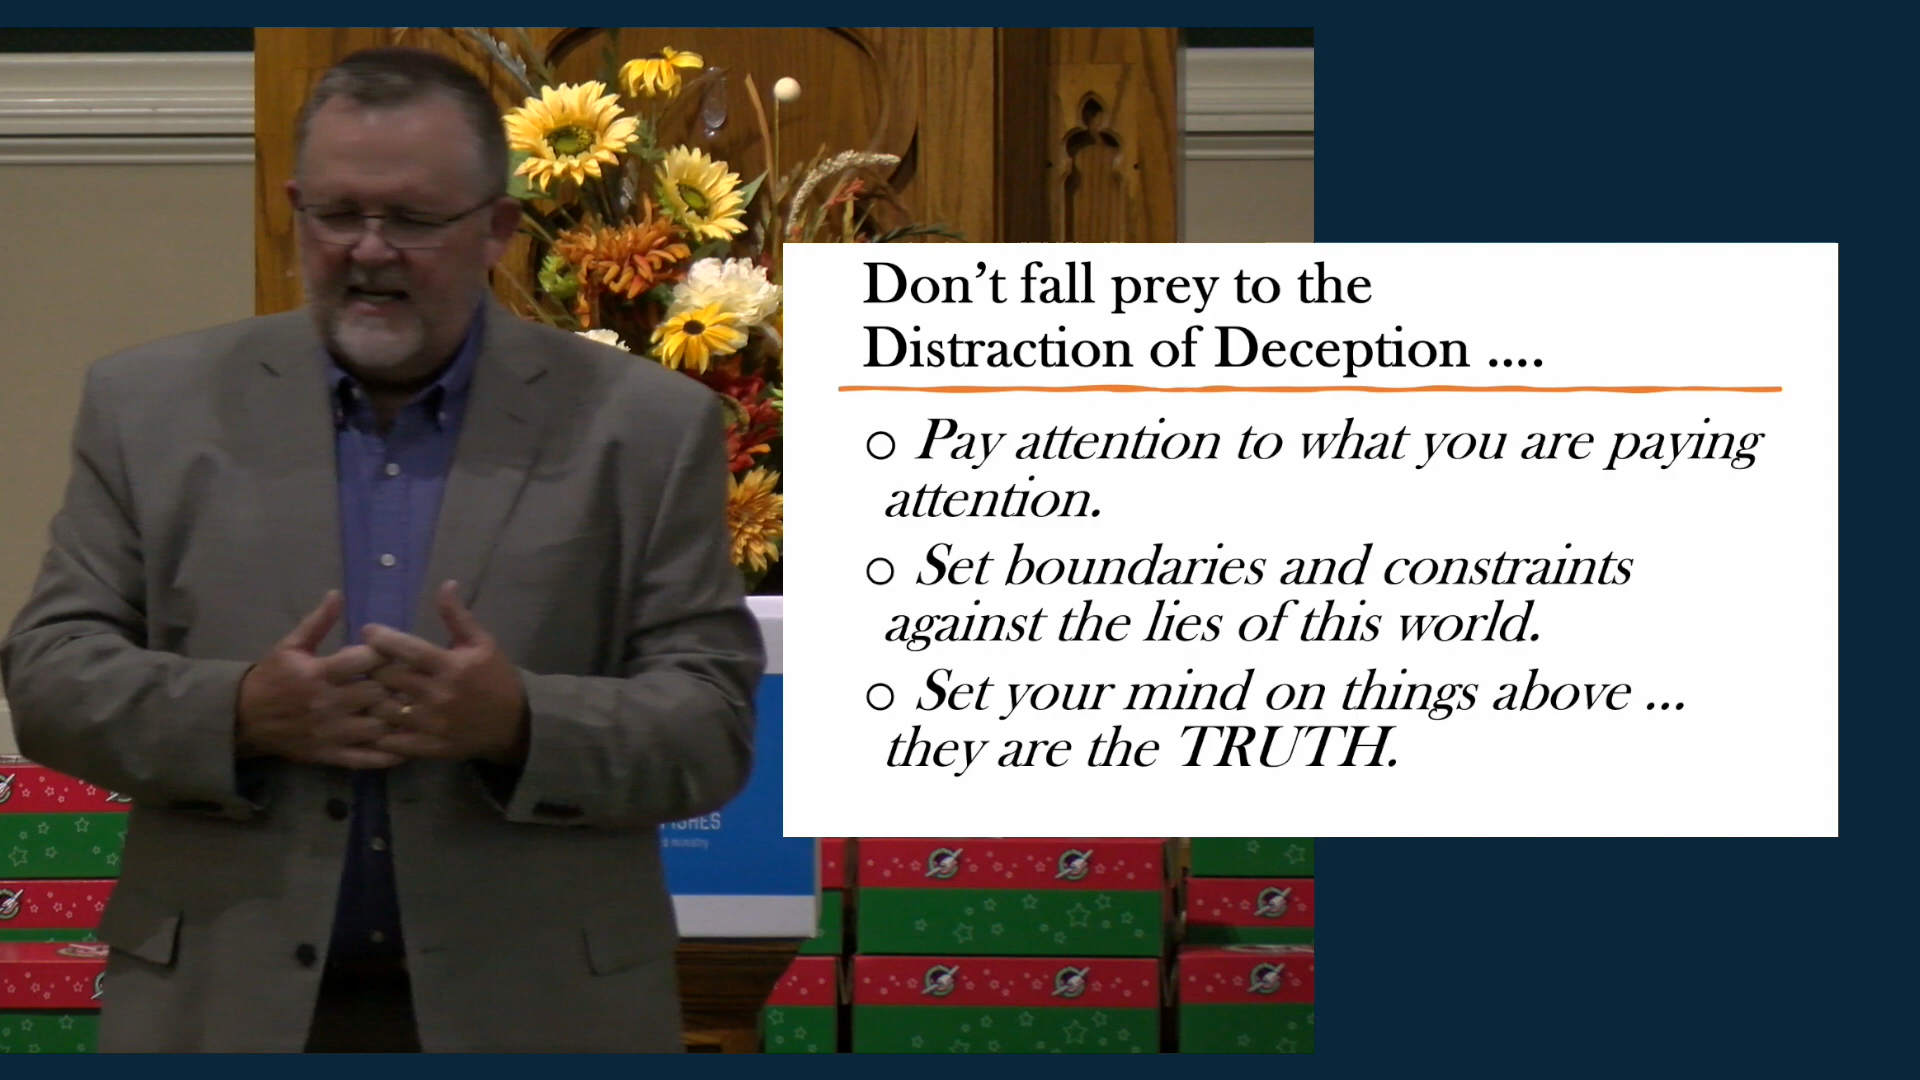 Don’t fall prey to the
Distraction of Deception ....
○ Pay attention to what you are paying
attention.
○ Set boundaries and constraints
against the lies of this world.
○ Set your mind on things above ...
they are the TRUTH.
ministry